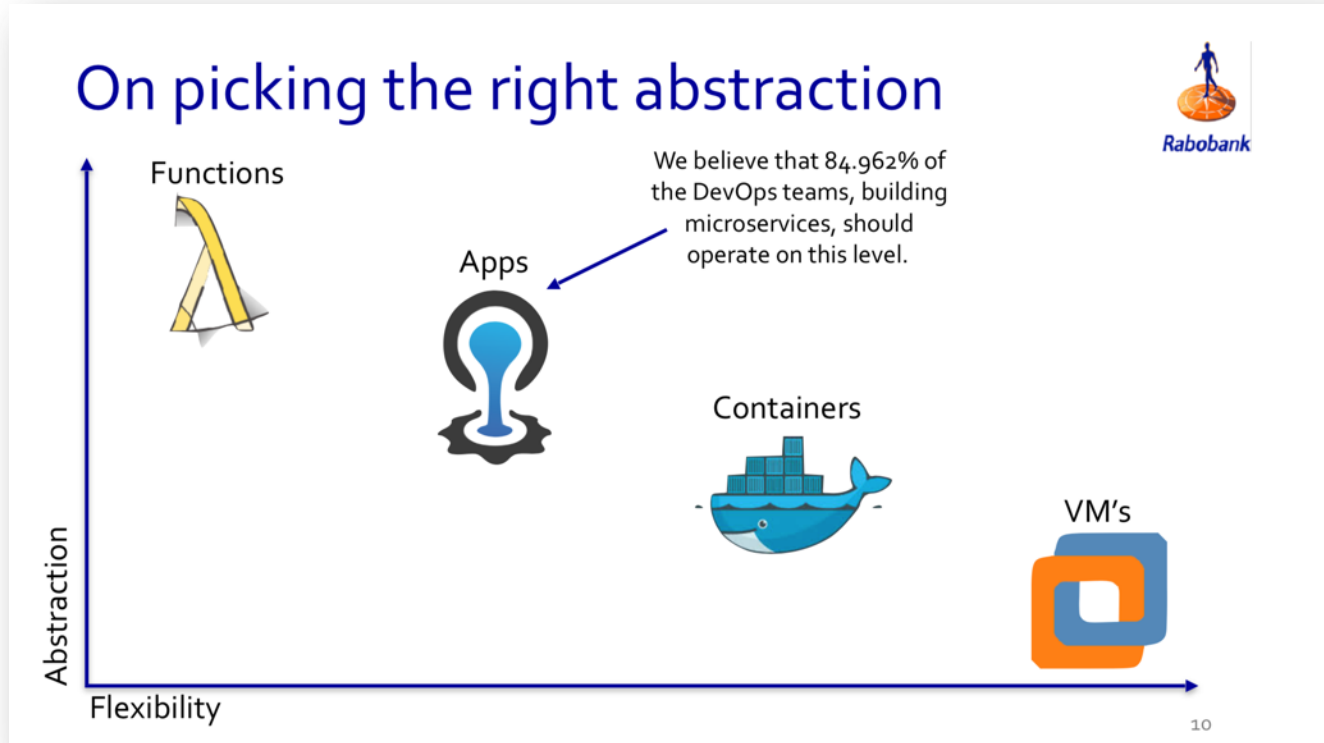 On picking the right abstraction
Rabobank
Functions
We believe that 84.962% of
the DevOps teams, building
microservices, should
operate on this level.
Apps
Containers
VM's
Abstraction
Flexibility
10